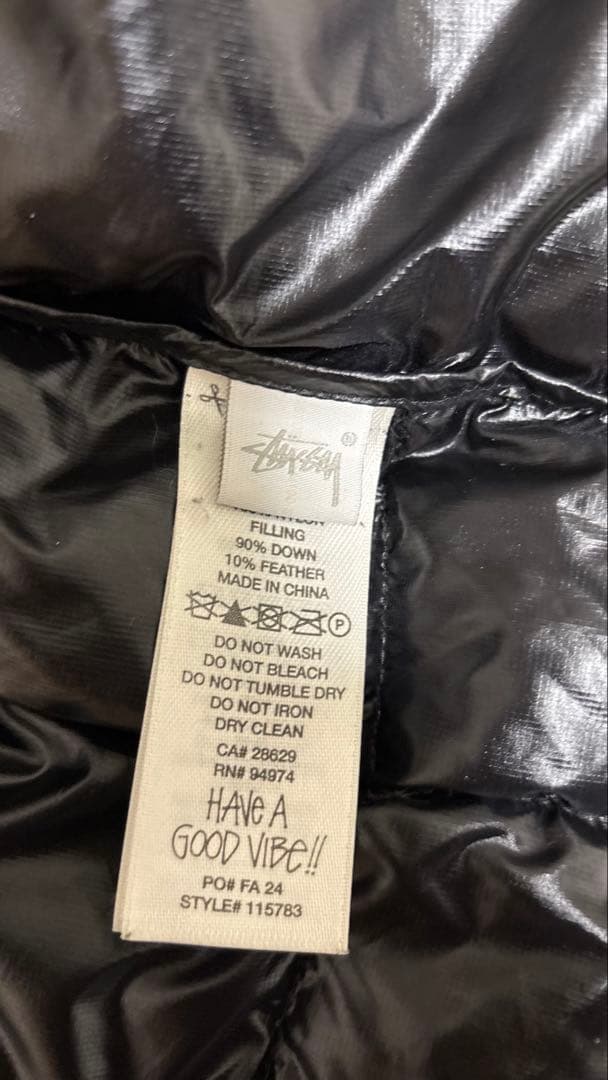 Stüssy
®
FILLING
90% DOWN
10% FEATHER
MADE IN CHINA
P
DO NOT WASH
DO NOT BLEACH
DO NOT TUMBLE DRY
DO NOT IRON
DRY CLEAN
CA# 28629
RN# 94974
HAVE A
GOOD VIBE!!
PO# FA 24
STYLE# 115783